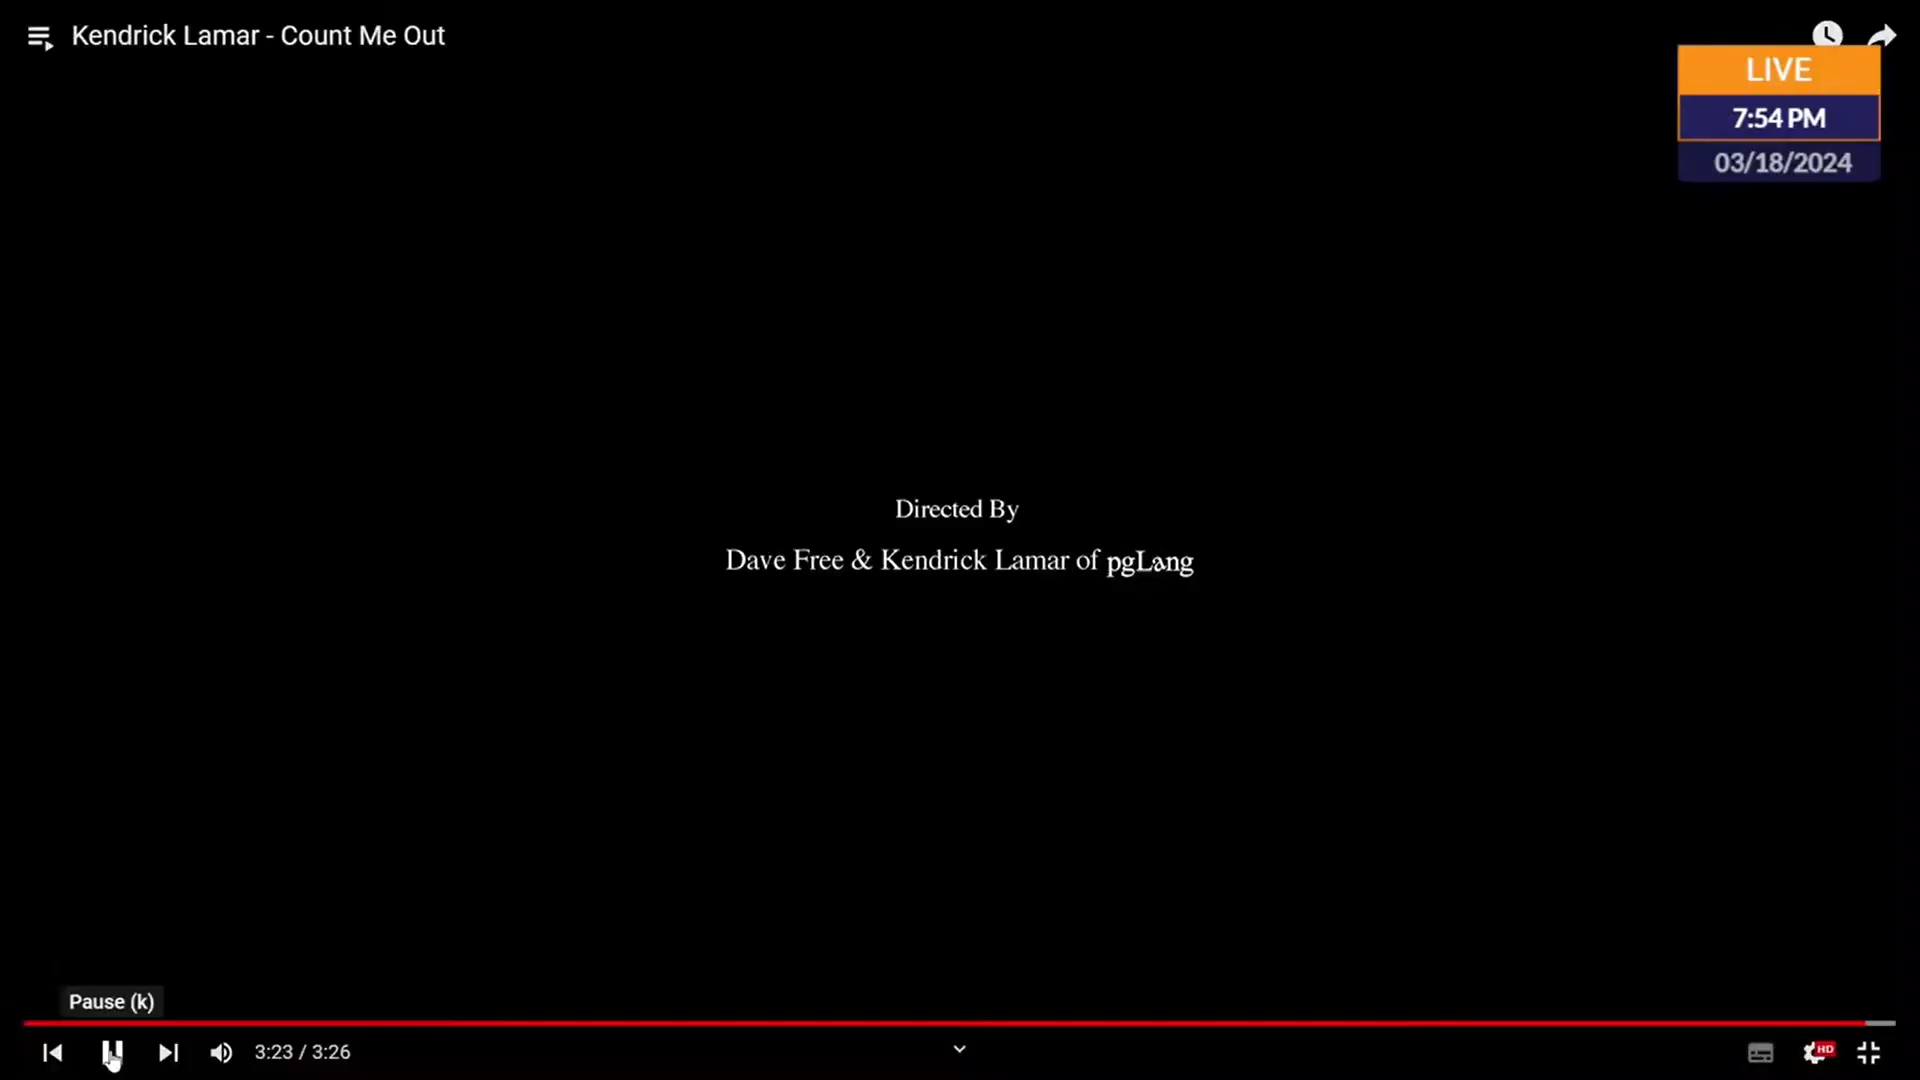 Kendrick Lamar - Count Me Out
LIVE
7:54 PM
03/18/2024
Directed By
Dave Free & Kendrick Lamar of pgLang
Pause (k)
3:23 / 3:26
HD